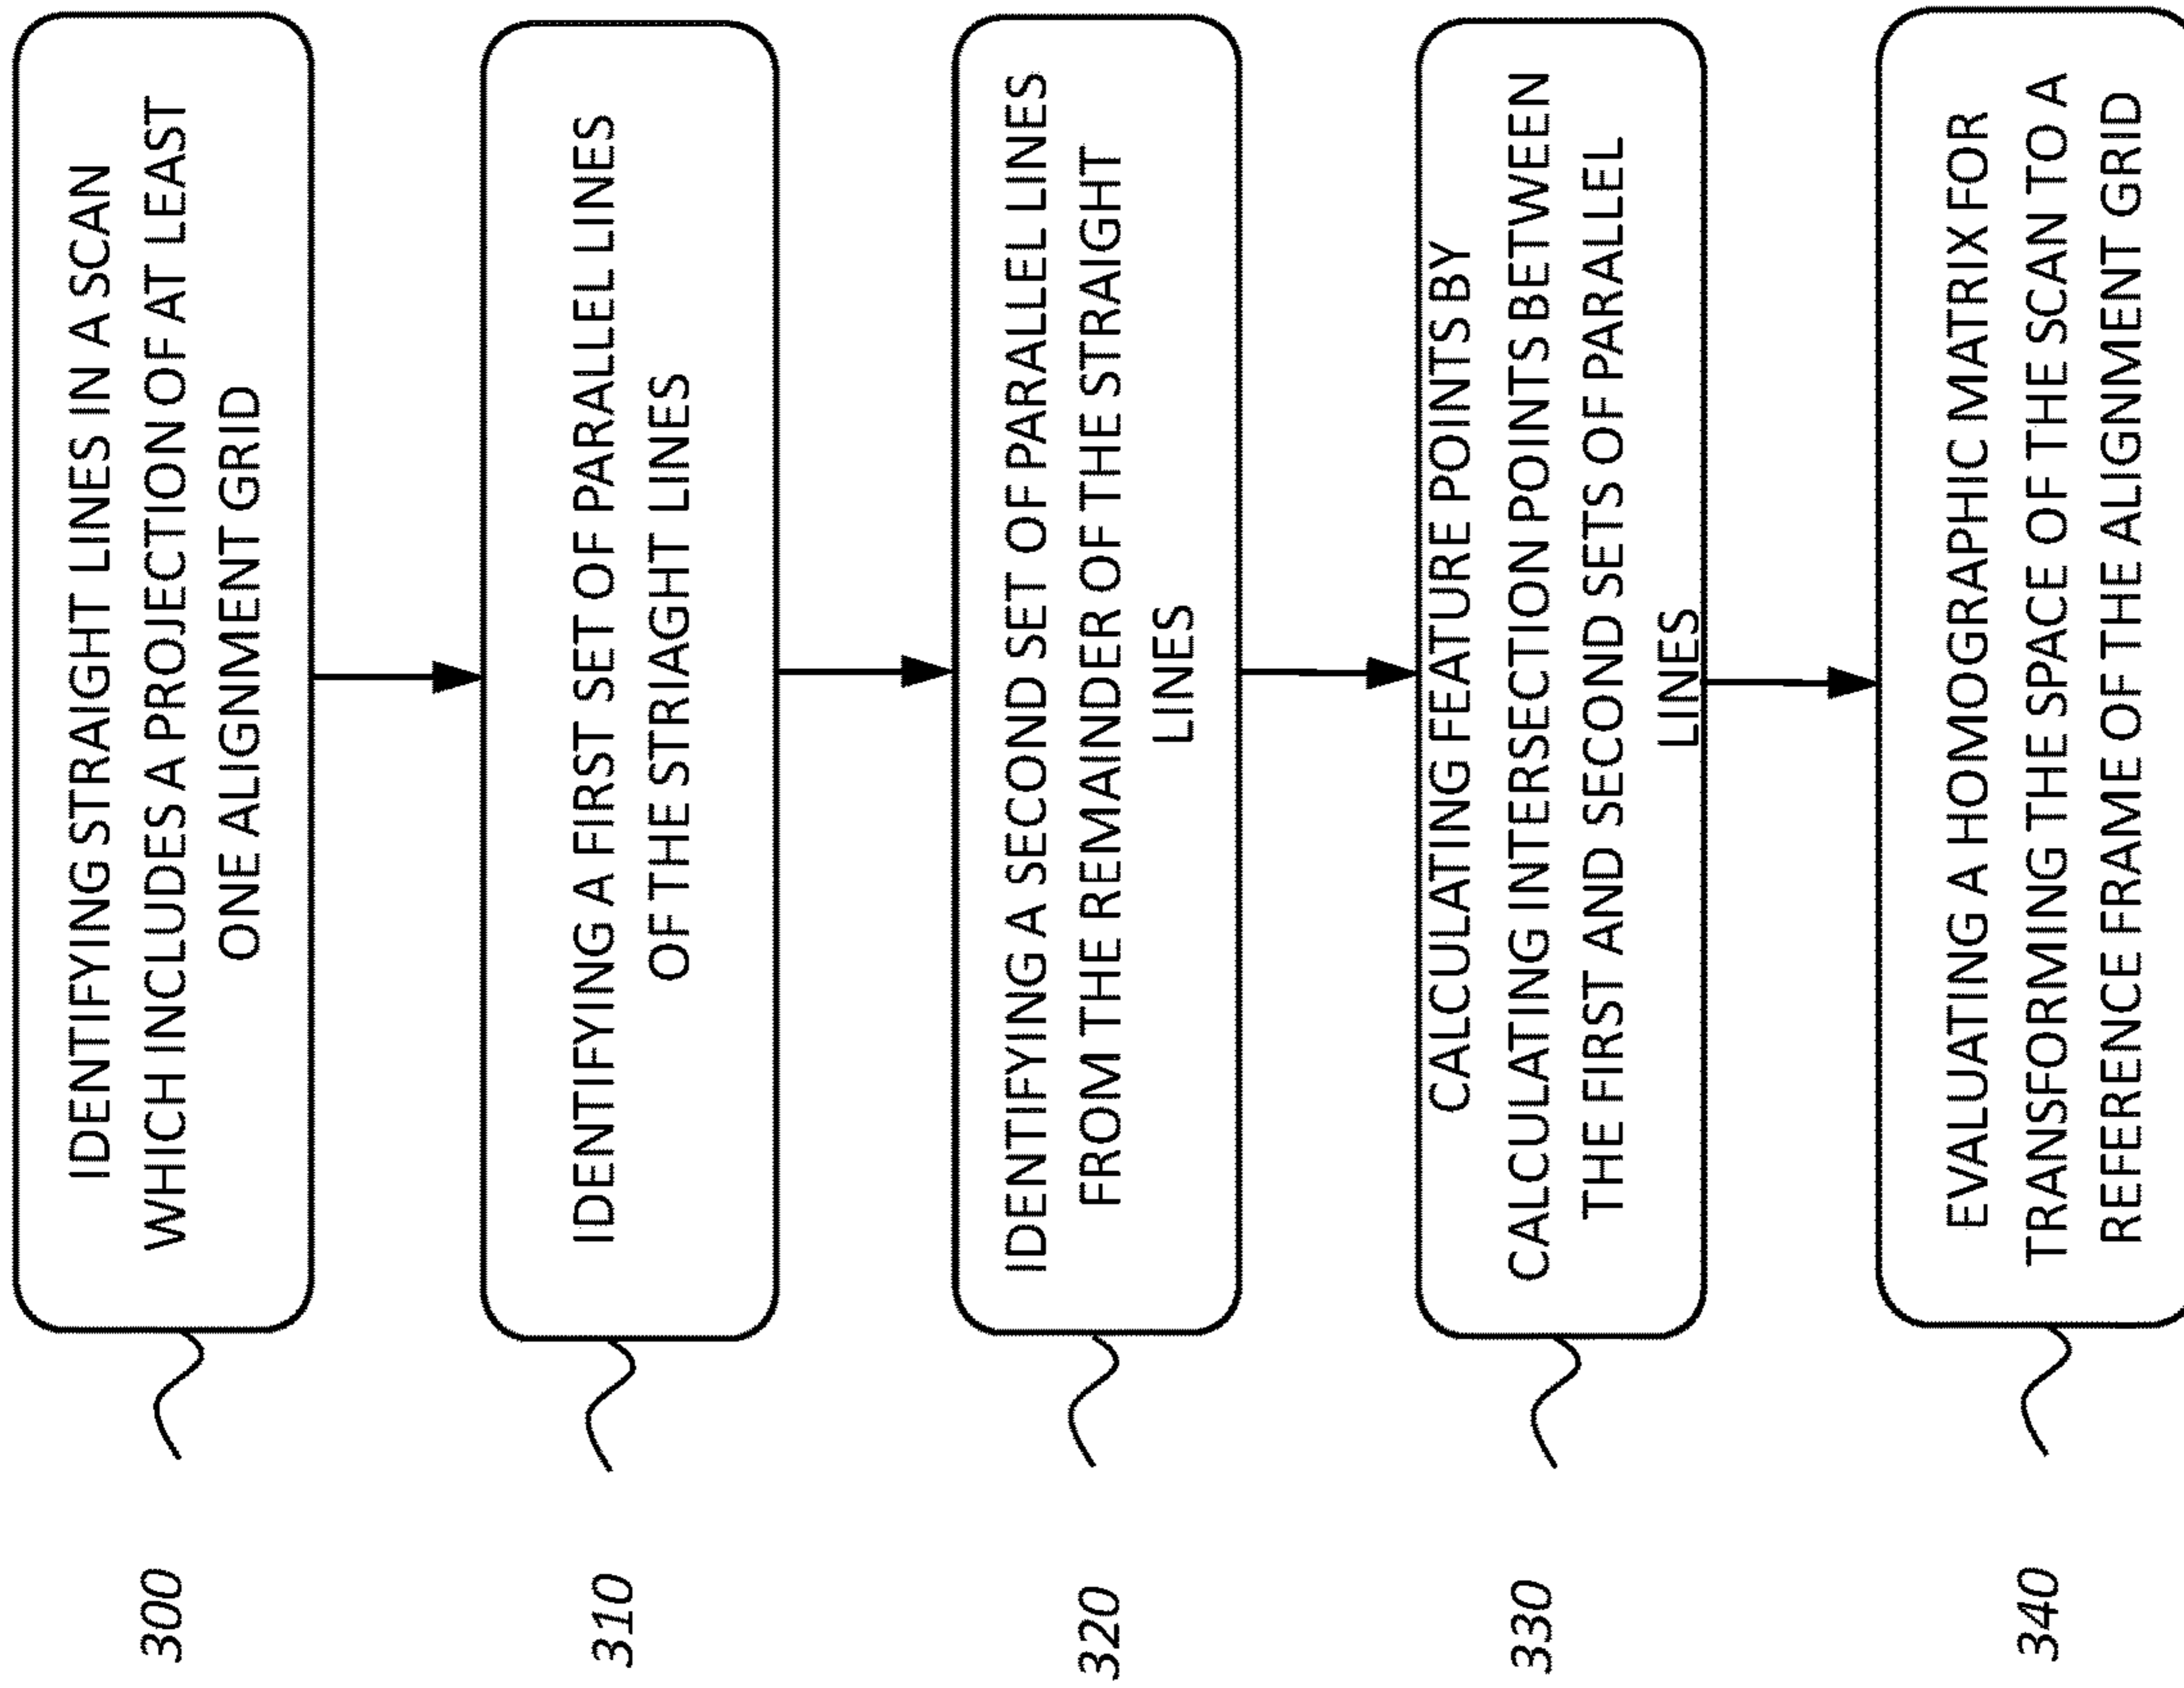 300
IDENTIFYING STRAIGHT LINES IN A SCAN
WHICH INCLUDES A PROJECTION OF AT LEAST
ONE ALIGNMENT GRID
310
IDENTIFYING A FIRST SET OF PARALLEL LINES
OF THE STRIAGHT LINES
320
IDENTIFYING A SECOND SET OF PARALLEL LINES
FROM THE REMAINDER OF THE STRAIGHT
LINES
330
CALCULATING FEATURE POINTS BY
CALCULATING INTERSECTION POINTS BETWEEN
THE FIRST AND SECOND SETS OF PARALLEL
LINES
340
EVALUATING A HOMOGRAPHIC MATRIX FOR
TRANSFORMING THE SPACE OF THE SCAN TO A
REFERENCE FRAME OF THE ALIGNMENT GRID